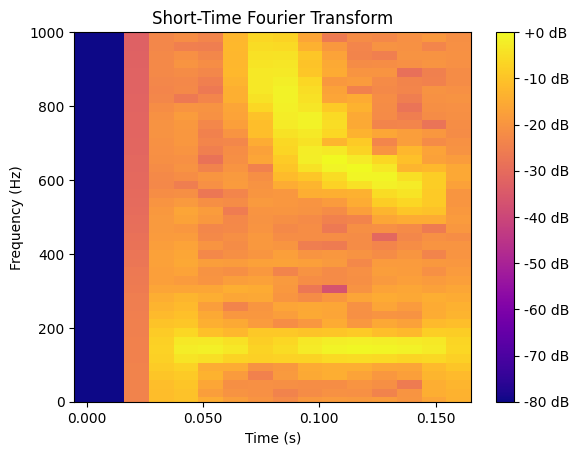 Short-Time Fourier Transform
Frequency (Hz)
1000
800
600
400
200
0
0.000
0.050
0.100
0.150
Time (s)
+0 dB
-10 dB
-20 dB
-30 dB
-40 dB
-50 dB
-60 dB
-70 dB
-80 dB